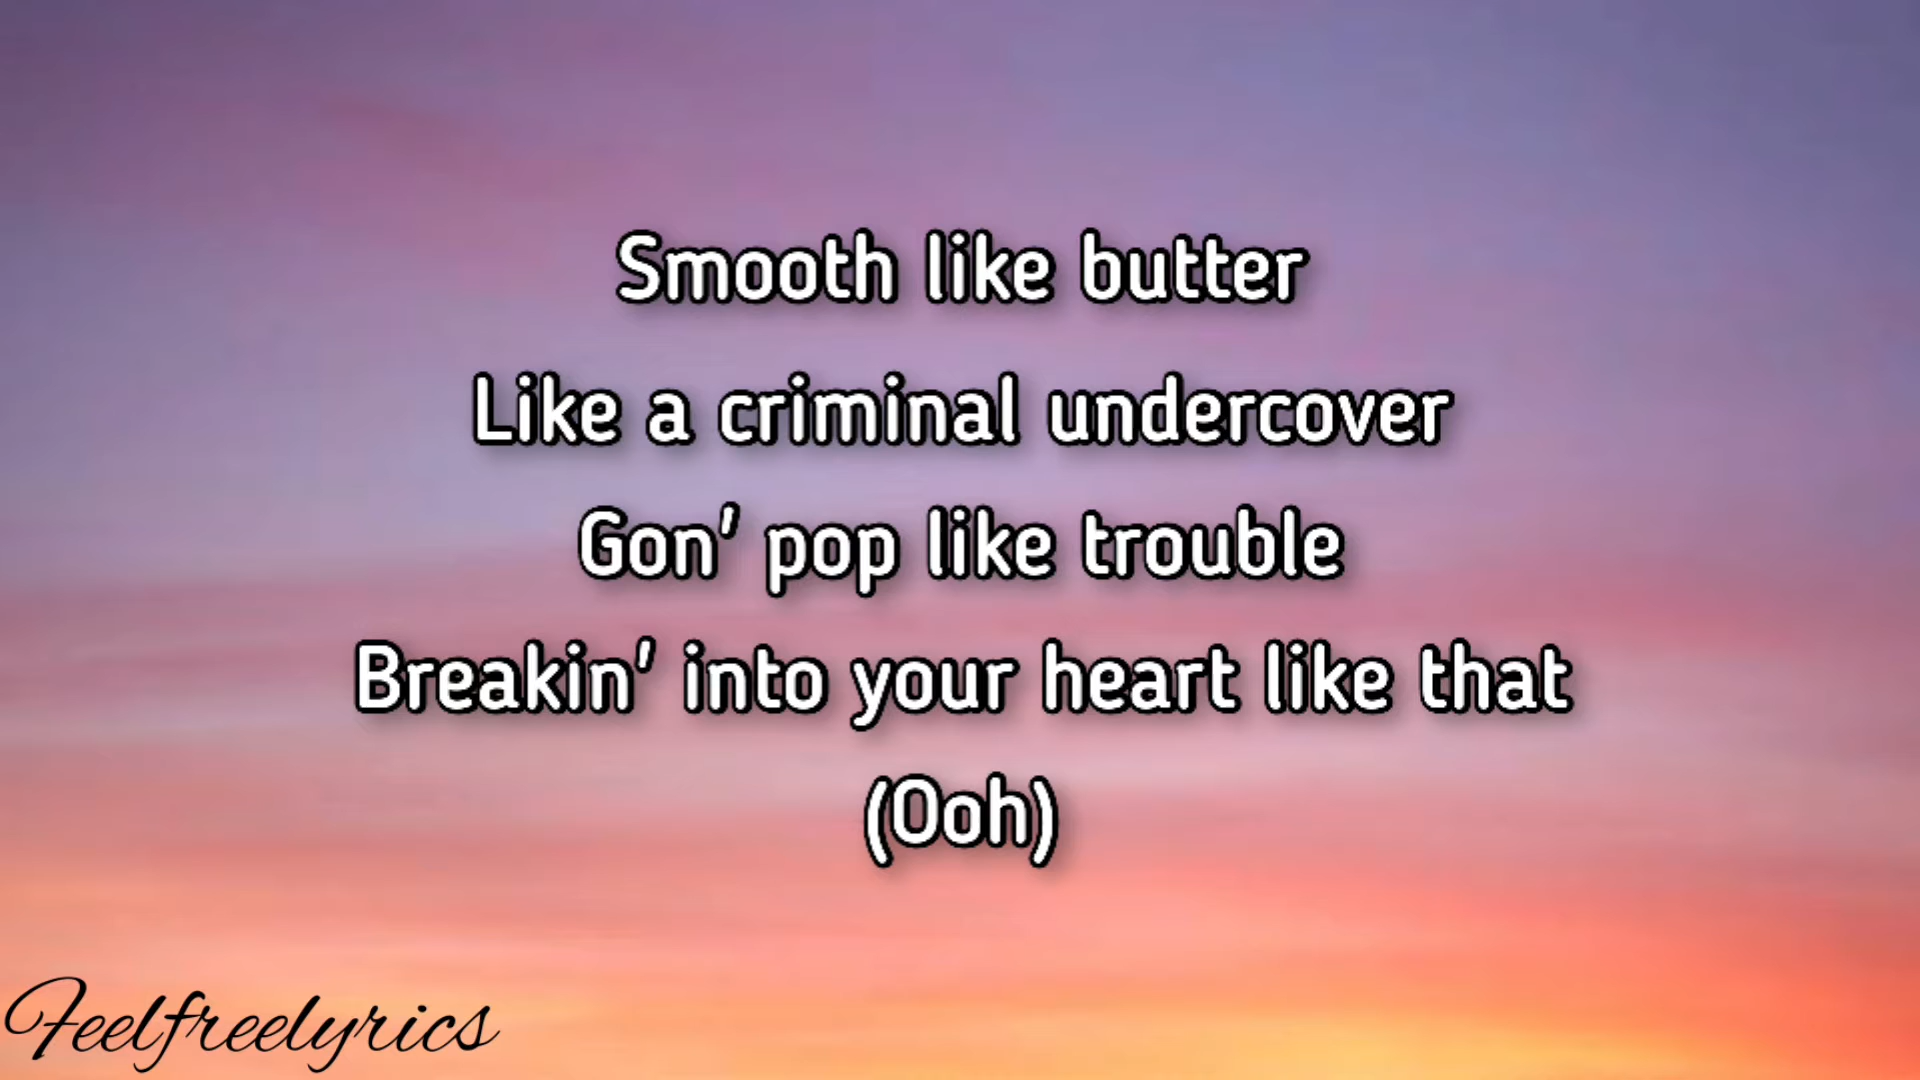 Smooth like butter
Like a criminal undercover
Gon' pop like trouble
Breakin' into your heart like that
(Ooh)
Feelfreelyrics